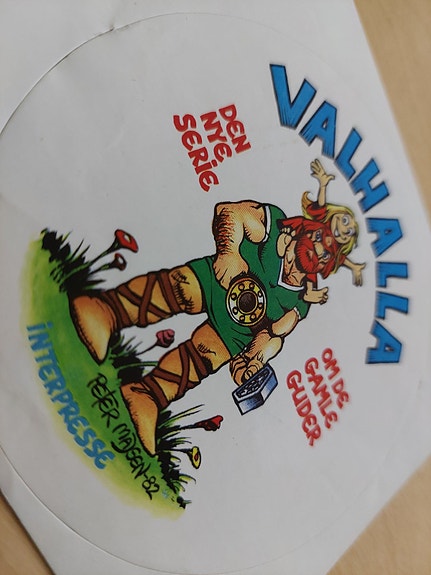 VALHALLA
DEN
NYE
SERIE
OM DE
GAMLE
GUDER
PETER MADSEN-82
INTERPRESSE